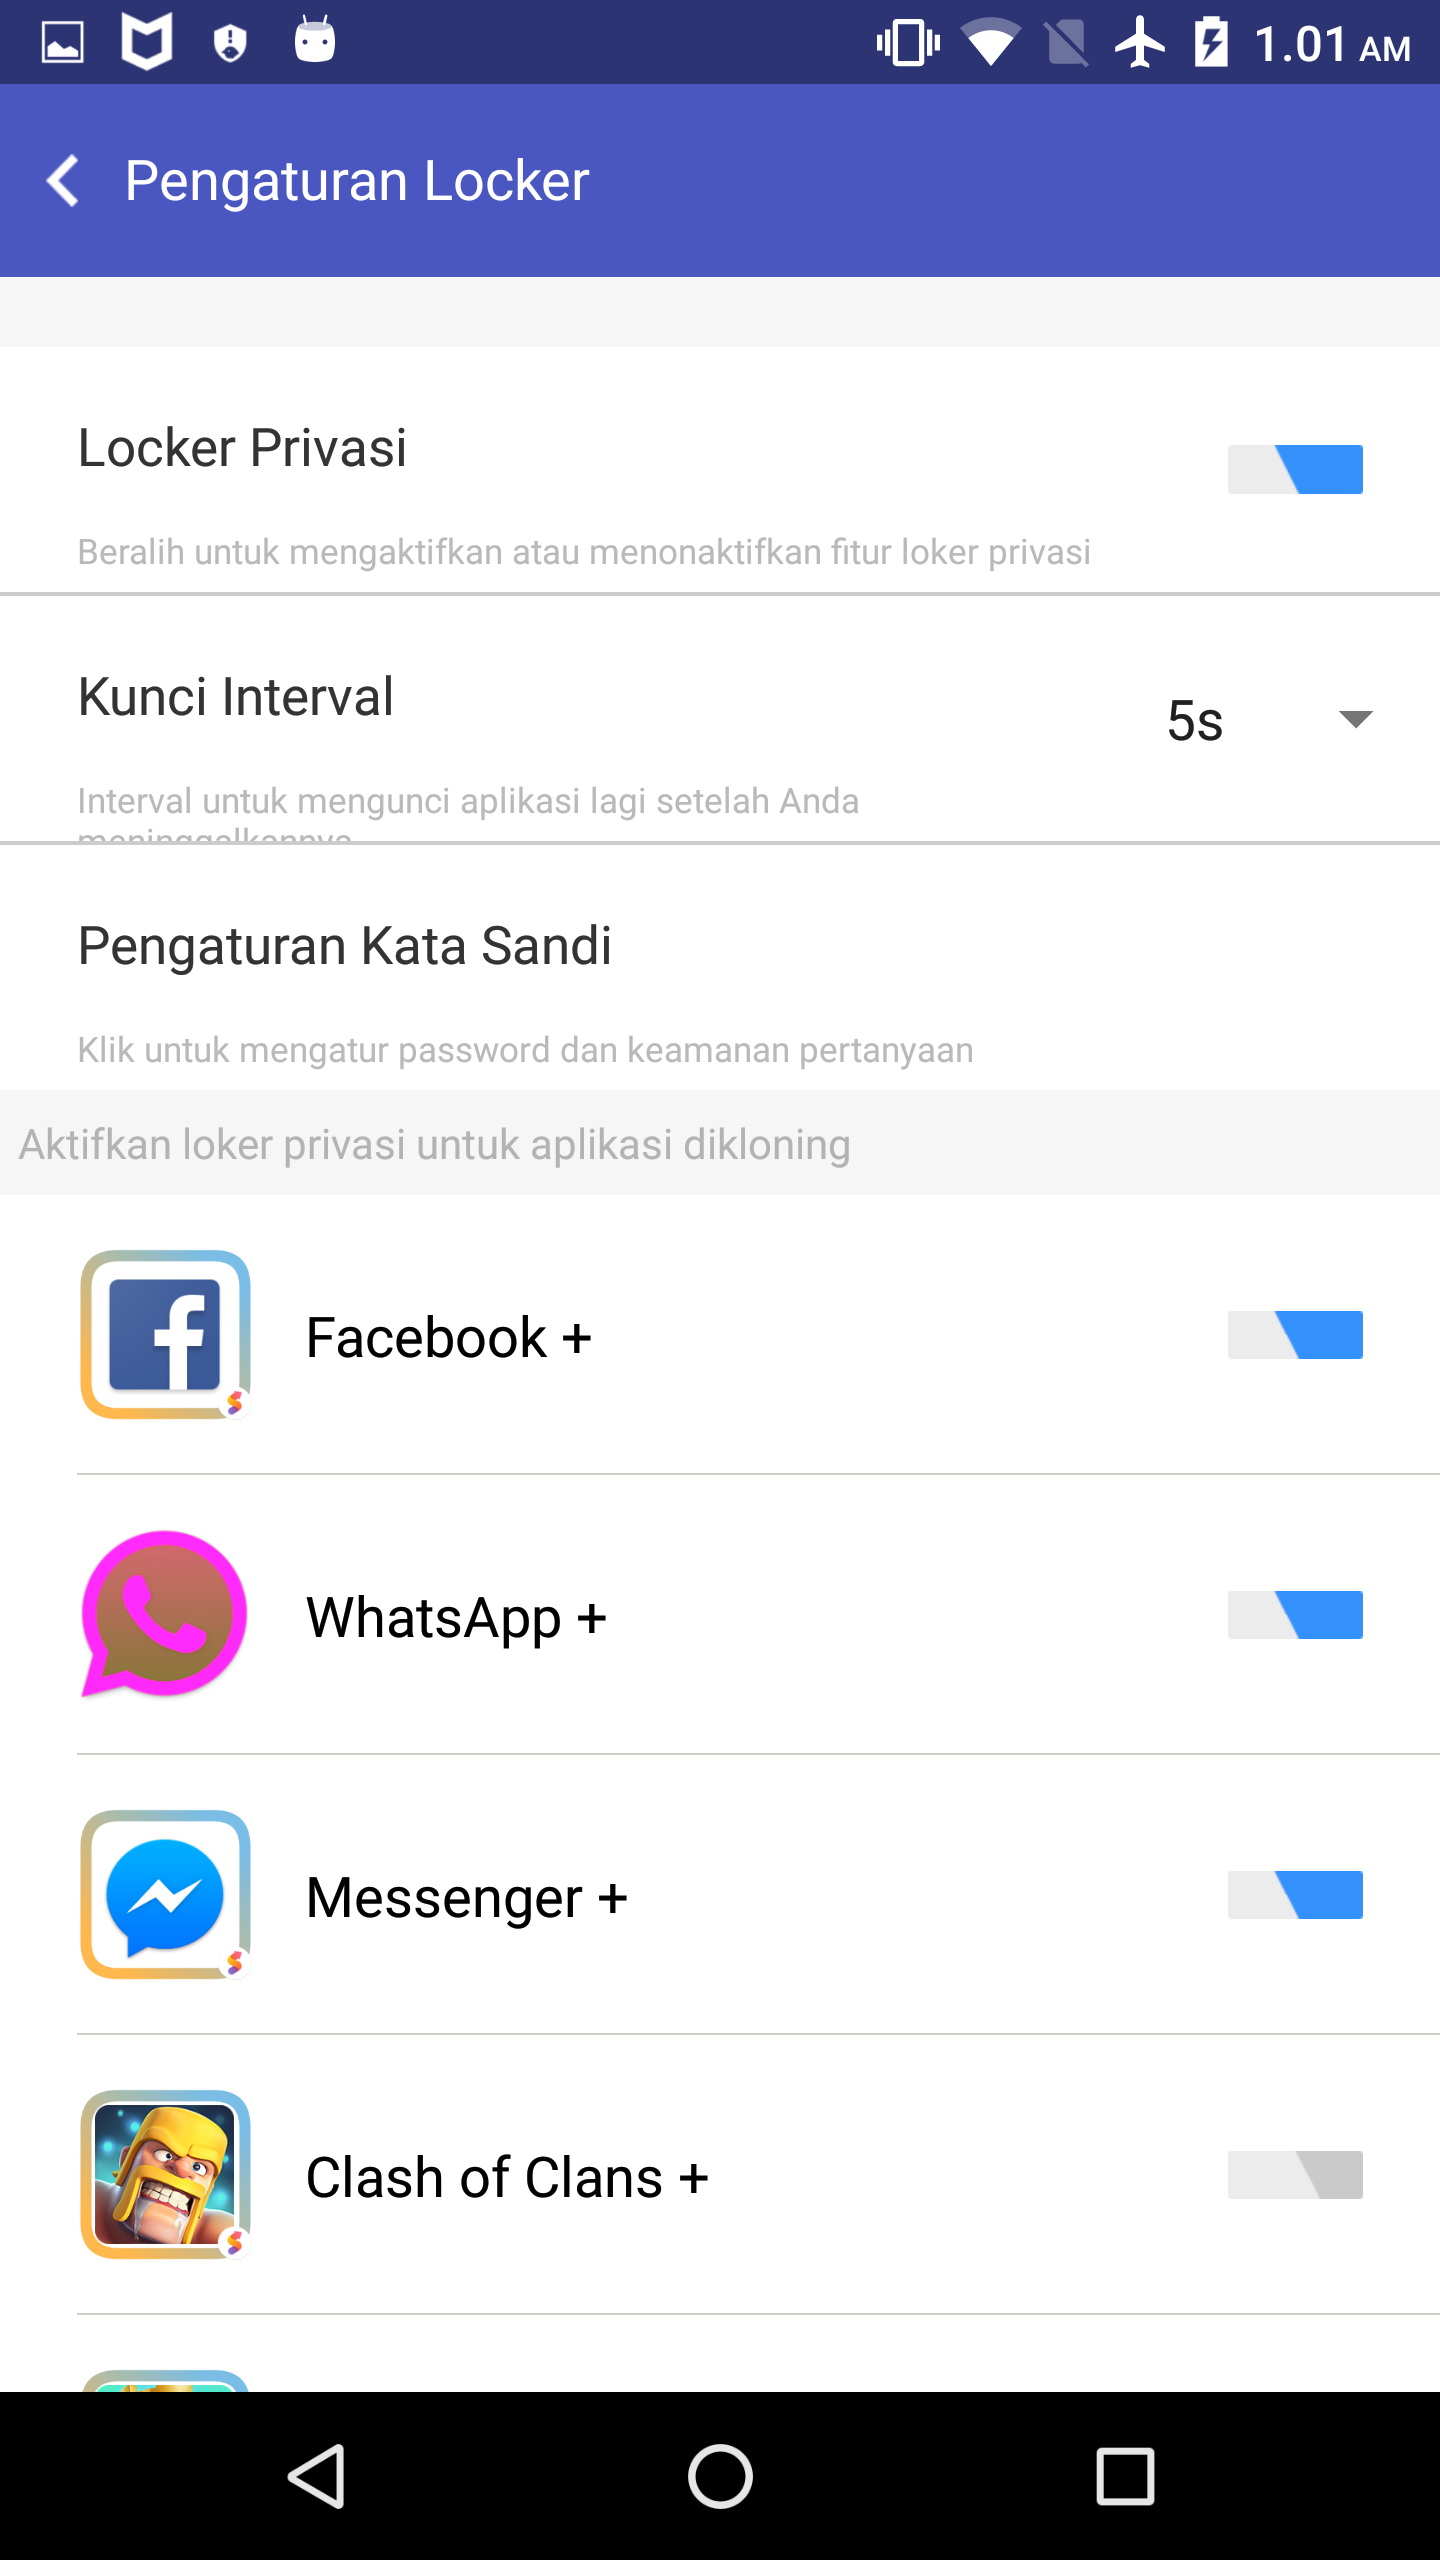 1.01 AM
Pengaturan Locker
Locker Privasi
Beralih untuk mengaktifkan atau menonaktifkan fitur loker privasi
Kunci Interval
5s
Interval untuk mengunci aplikasi lagi setelah Anda
meninggalkannya
Pengaturan Kata Sandi
Klik untuk mengatur password dan keamanan pertanyaan
Aktifkan loker privasi untuk aplikasi dikloning
Facebook +
WhatsApp +
Messenger +
Clash of Clans +